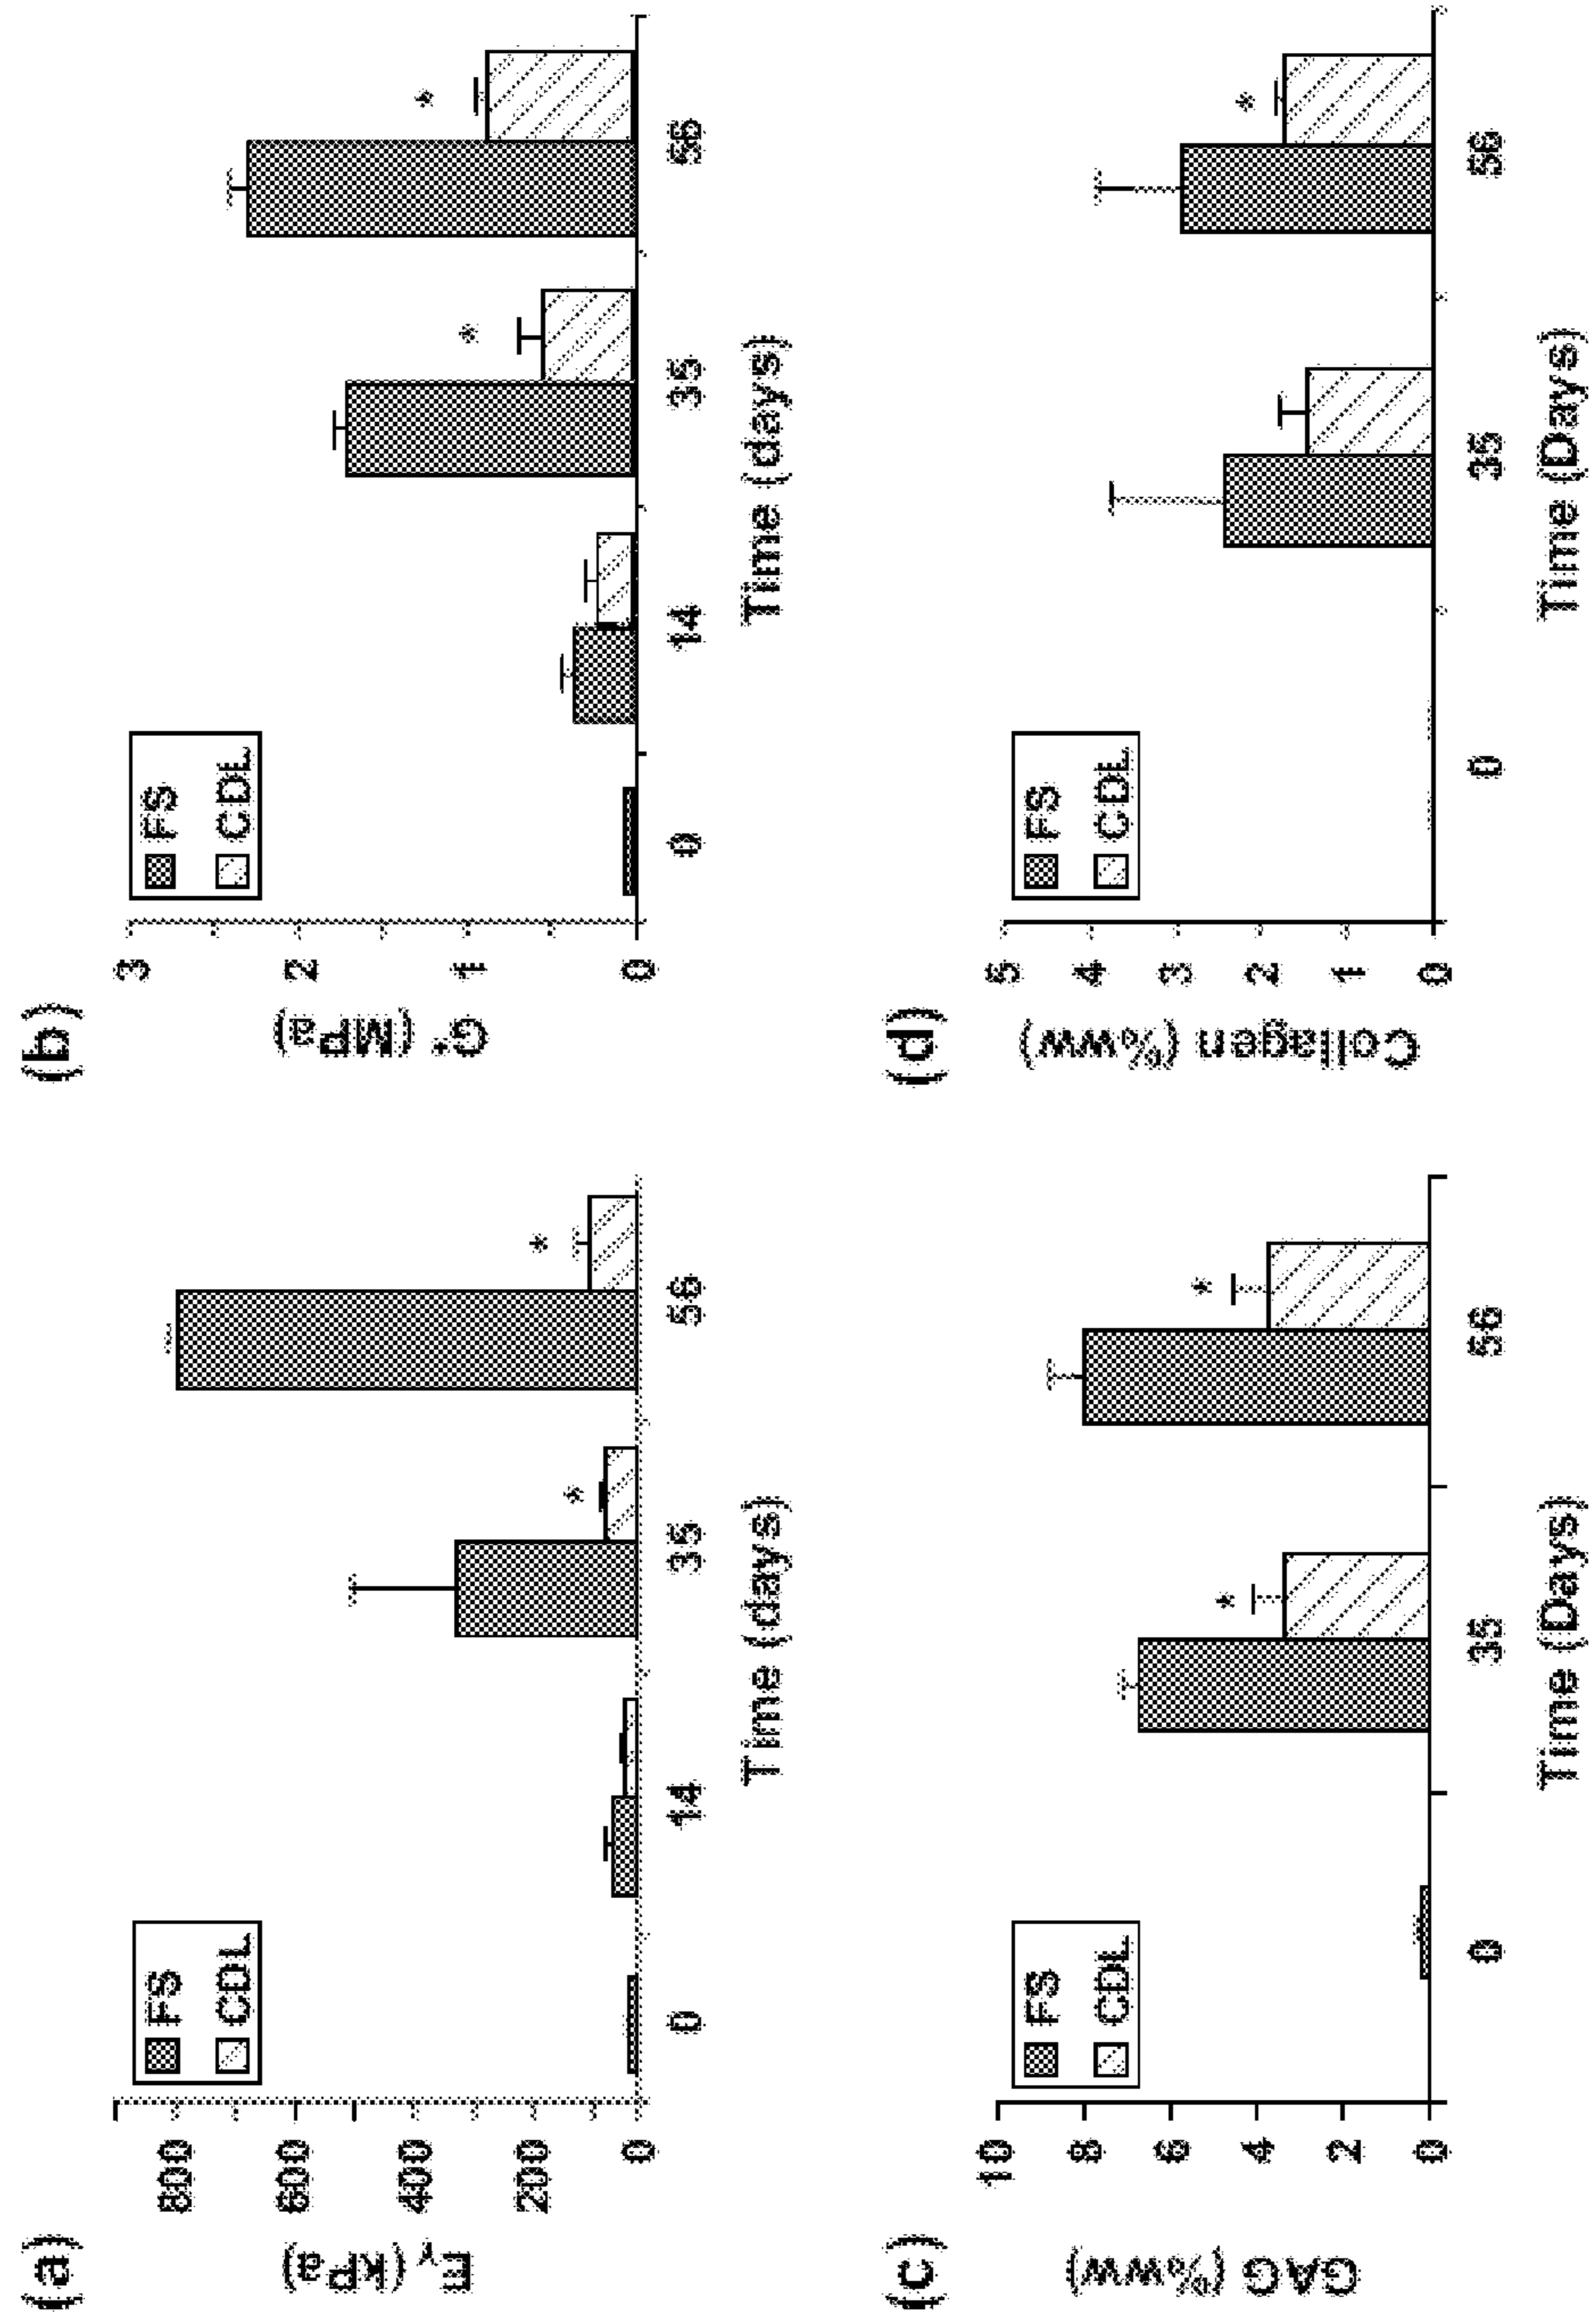 (a)
FS
CDL
E_Y (kPa)
800
600
400
200
0
*
*
0 14 35 56
Time (days)
(b)
FS
CDL
G* (MPa)
3
2
1
0
*
*
0 14 35 56
Time (days)
(c)
FS
CDL
GAG (%ww)
10
8
6
4
2
0
*
*
0 35 56
Time (Days)
(d)
FS
CDL
Collagen (%ww)
5
4
3
2
1
0
*
0 35 56
Time (Days)